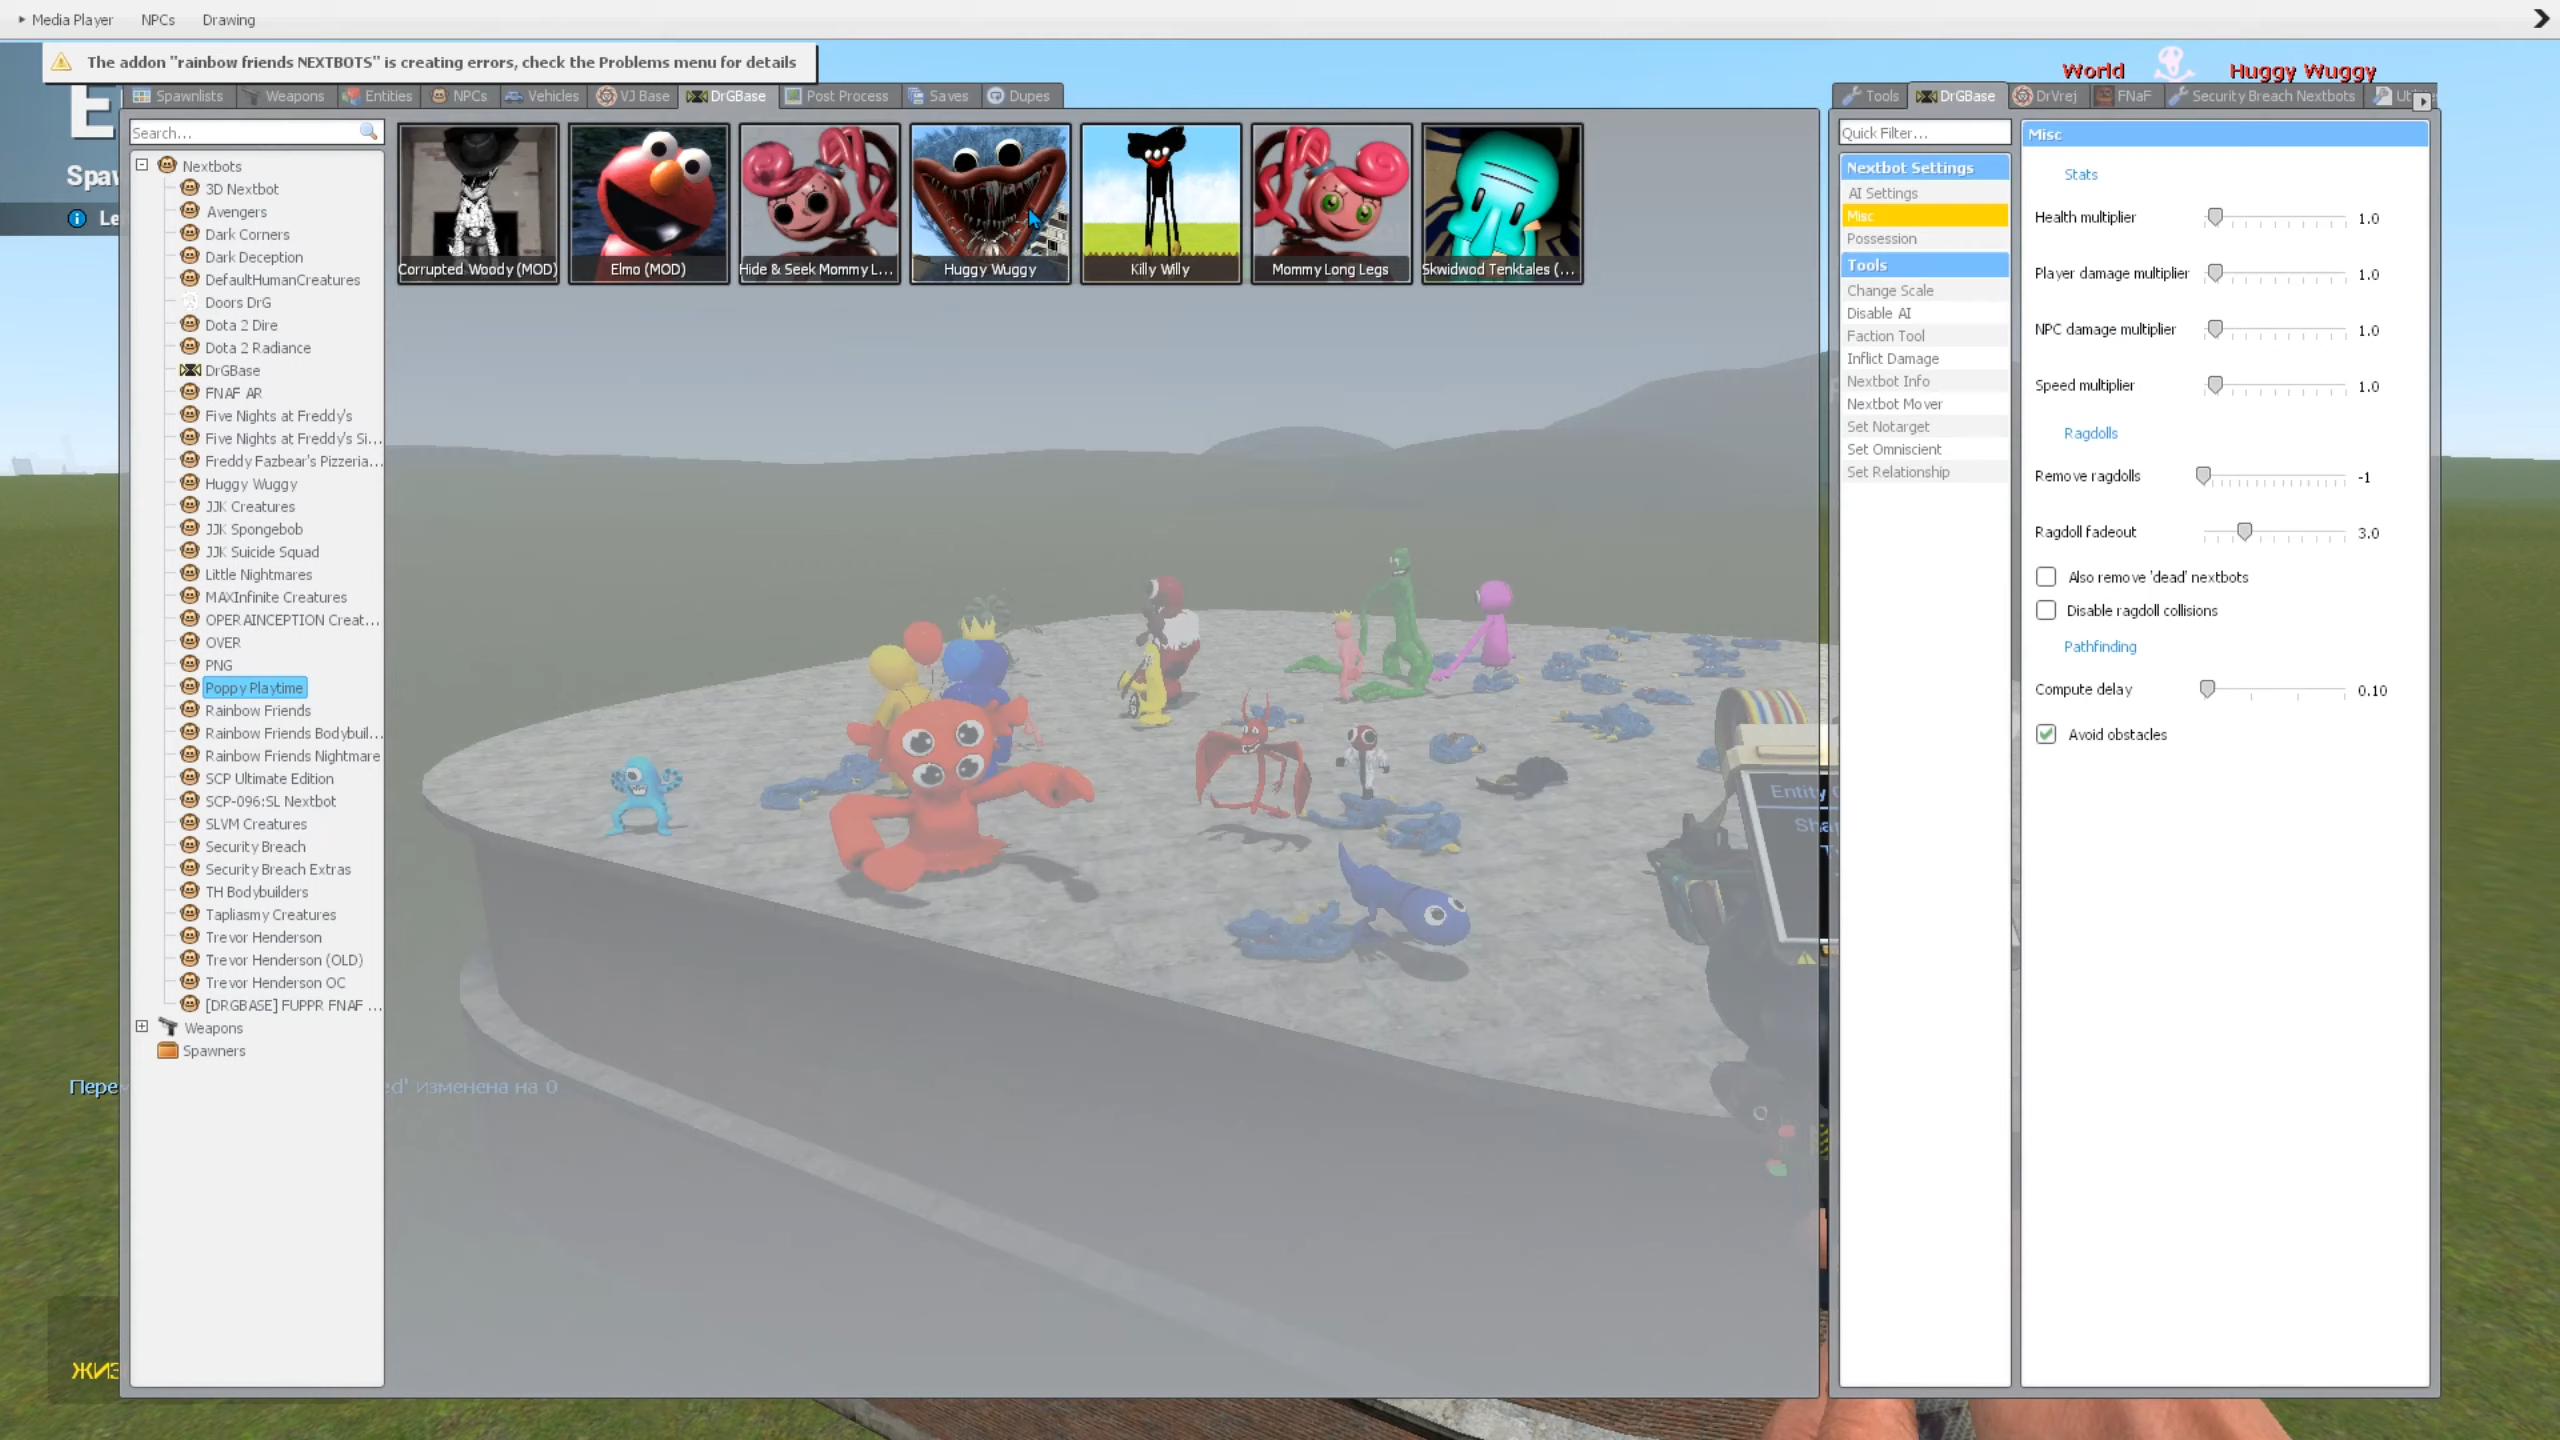 Media Player NPCs Drawing
The addon "rainbow friends NEXTBOTS" is creating errors, check the Problems menu for details
World Huggy Wuggy
Spawnlists Weapons Entities NPCs Vehicles VJ Base DrGBase Post Process Saves Dupes
Tools DrGBase DrVrej FNaF Security Breach Nextbots
E
Search...
Spaw
Le
Nextbots
3D Nextbot
Avengers
Dark Corners
Dark Deception
DefaultHumanCreatures
Doors DrG
Dota 2 Dire
Dota 2 Radiance
DrGBase
FNAF AR
Five Nights at Freddy's
Five Nights at Freddy's Si...
Freddy Fazbear's Pizzeria...
Huggy Wuggy
JJK Creatures
JJK Spongebob
JJK Suicide Squad
Little Nightmares
MAXInfinite Creatures
OPERAINCEPTION Creat...
OVER
PNG
Poppy Playtime
Rainbow Friends
Rainbow Friends Bodybuil...
Rainbow Friends Nightmare
SCP Ultimate Edition
SCP-096:SL Nextbot
SLVM Creatures
Security Breach
Security Breach Extras
TH Bodybuilders
Tapliasmy Creatures
Trevor Henderson
Trevor Henderson (OLD)
Trevor Henderson OC
[DRGBASE] FUPPR FNAF ...
Weapons
Spawners
Corrupted Woody (MOD)
Elmo (MOD)
Hide & Seek Mommy L...
Huggy Wuggy
Killy Willy
Mommy Long Legs
Skwidwod Tenktales (...
Entity
Перем
ed' изменена на 0
ЖИЗ
Quick Filter...
Nextbot Settings
AI Settings
Misc
Possession
Tools
Change Scale
Disable AI
Faction Tool
Inflict Damage
Nextbot Info
Nextbot Mover
Set Notarget
Set Omniscient
Set Relationship
Misc
Stats
Health multiplier 1.0
Player damage multiplier 1.0
NPC damage multiplier 1.0
Speed multiplier 1.0
Ragdolls
Remove ragdolls -1
Ragdoll fadeout 3.0
Also remove 'dead' nextbots
Disable ragdoll collisions
Pathfinding
Compute delay 0.10
Avoid obstacles